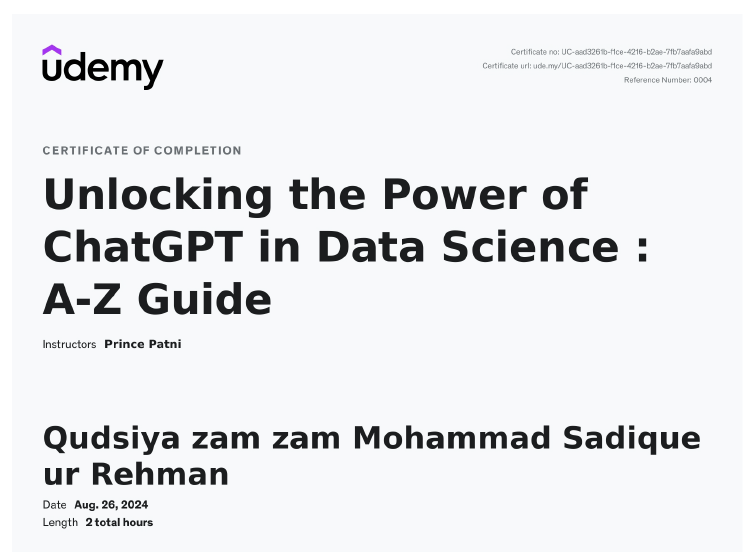 udemy
Certificate no: UC-aad3261b-f1ce-4216-b2ae-7fb7aafa9abd
Certificate url: ude.my/UC-aad3261b-f1ce-4216-b2ae-7fb7aafa9abd
Reference Number: 0004
CERTIFICATE OF COMPLETION
Unlocking the Power of
ChatGPT in Data Science :
A-Z Guide
Instructors Prince Patni
Qudsiya zam zam Mohammad Sadique
ur Rehman
Date Aug. 26, 2024
Length 2 total hours